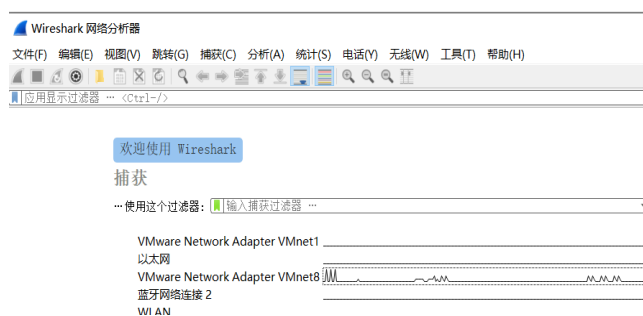 Wireshark 网络分析器
文件(F) 编辑(E) 视图(V) 跳转(G) 捕获(C) 分析(A) 统计(S) 电话(Y) 无线(W) 工具(T) 帮助(H)
应用显示过滤器 … <Ctrl-/>
欢迎使用 Wireshark
捕获
…使用这个过滤器: 输入捕获过滤器 …
VMware Network Adapter VMnet1
以太网
VMware Network Adapter VMnet8
蓝牙网络连接 2
WLAN